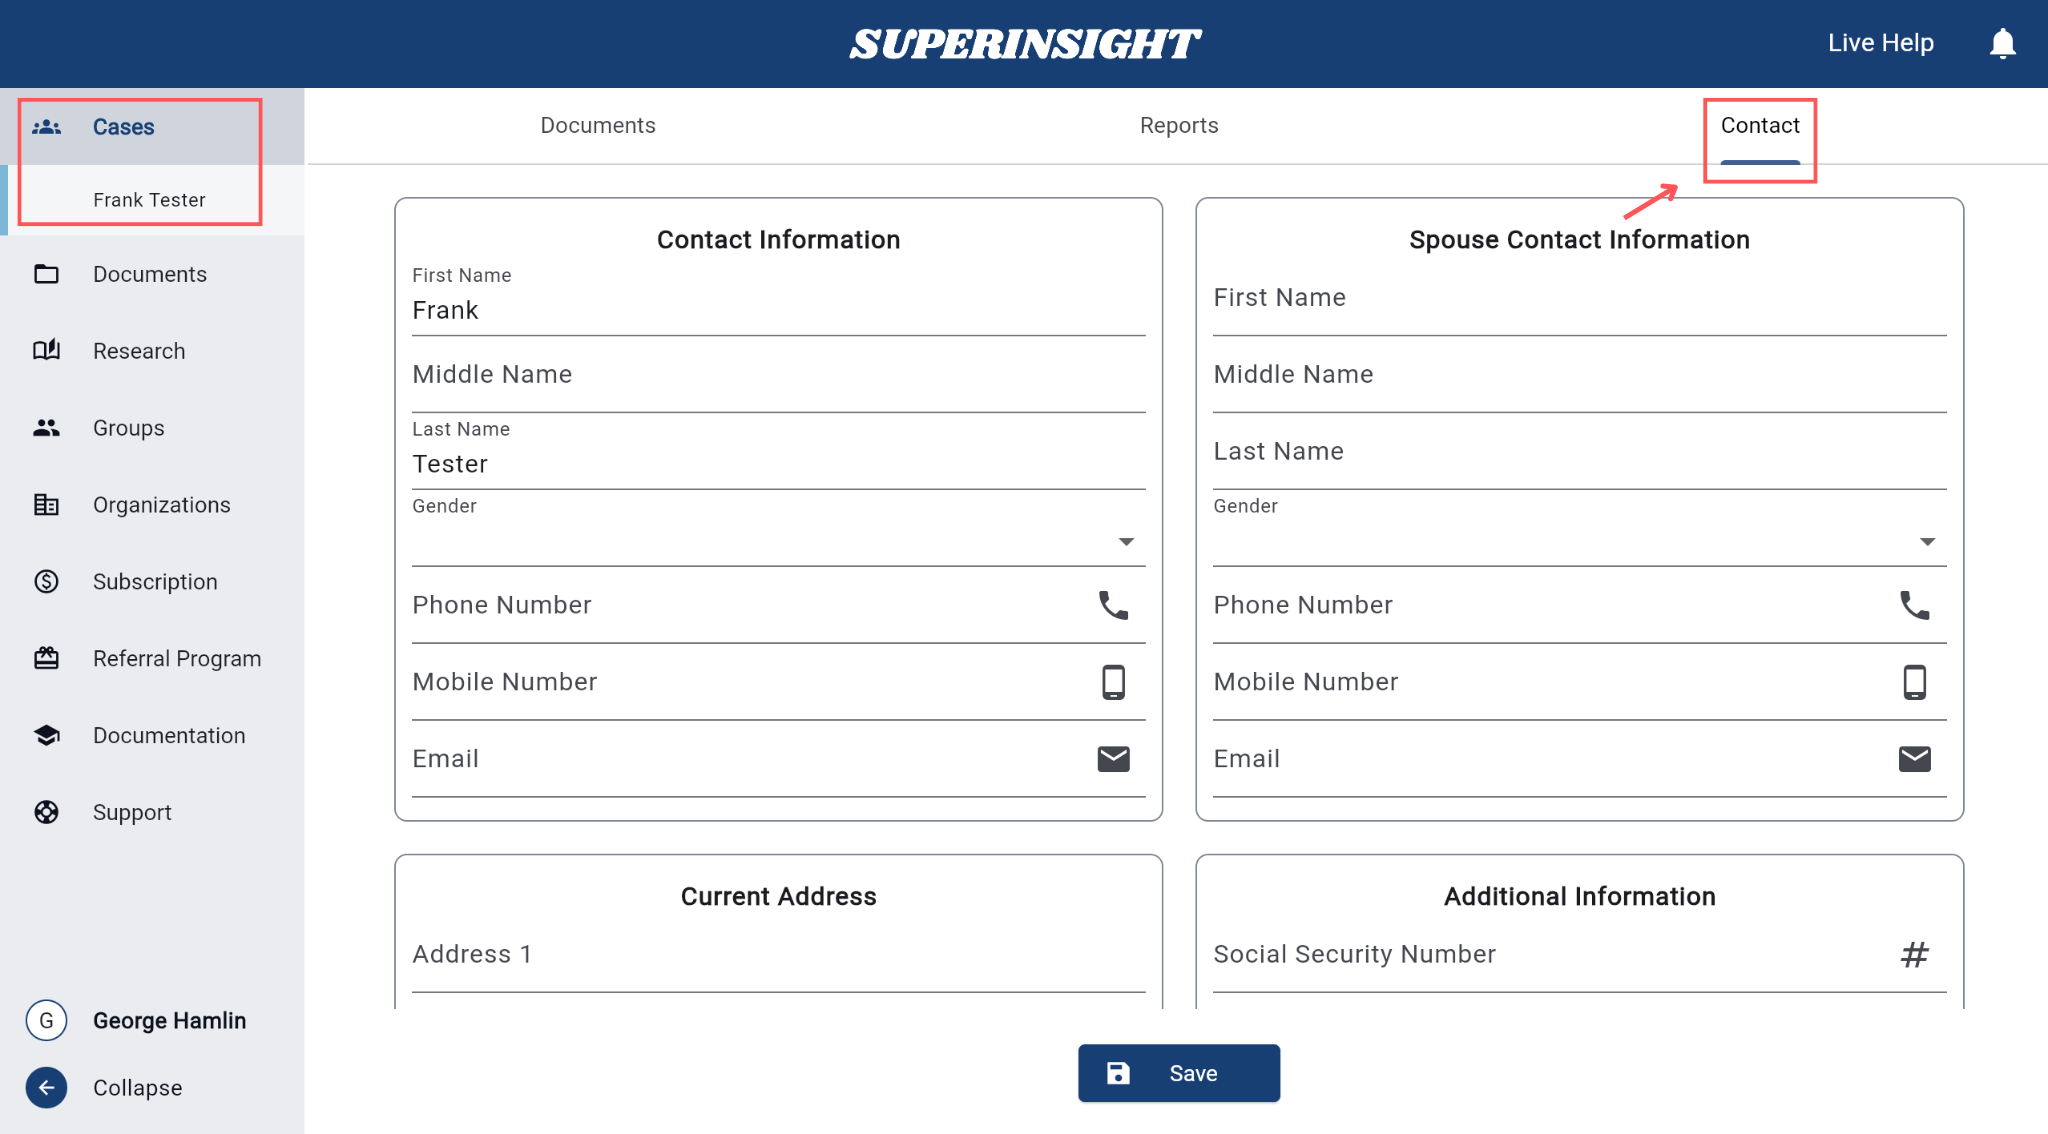 SUPERINSIGHT
Live Help
Cases
Frank Tester
Documents
Research
Groups
Organizations
Subscription
Referral Program
Documentation
Support
G George Hamlin
Collapse
Documents Reports Contact
Contact Information
First Name
Frank
Middle Name
Last Name
Tester
Gender
Phone Number
Mobile Number
Email
Spouse Contact Information
First Name
Middle Name
Last Name
Gender
Phone Number
Mobile Number
Email
Current Address
Address 1
Additional Information
Social Security Number #
Save